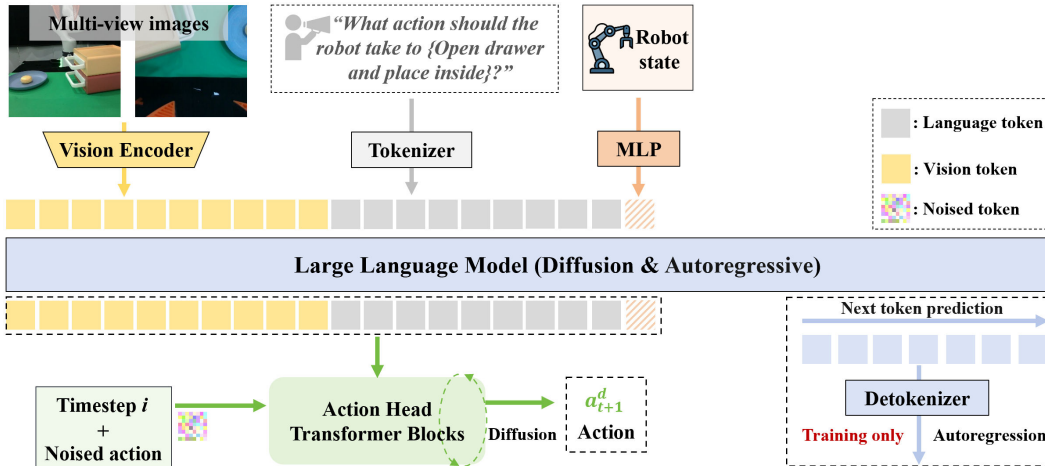 Multi-view images
“What action should the
robot take to {Open drawer
and place inside}?”
Robot
state
Vision Encoder
Tokenizer
MLP
: Language token
: Vision token
: Noised token
Large Language Model (Diffusion & Autoregressive)
Next token prediction
Detokenizer
Training only
Autoregression
Timestep i
+
Noised action
Action Head
Transformer Blocks
Diffusion
a^d_{t+1}
Action